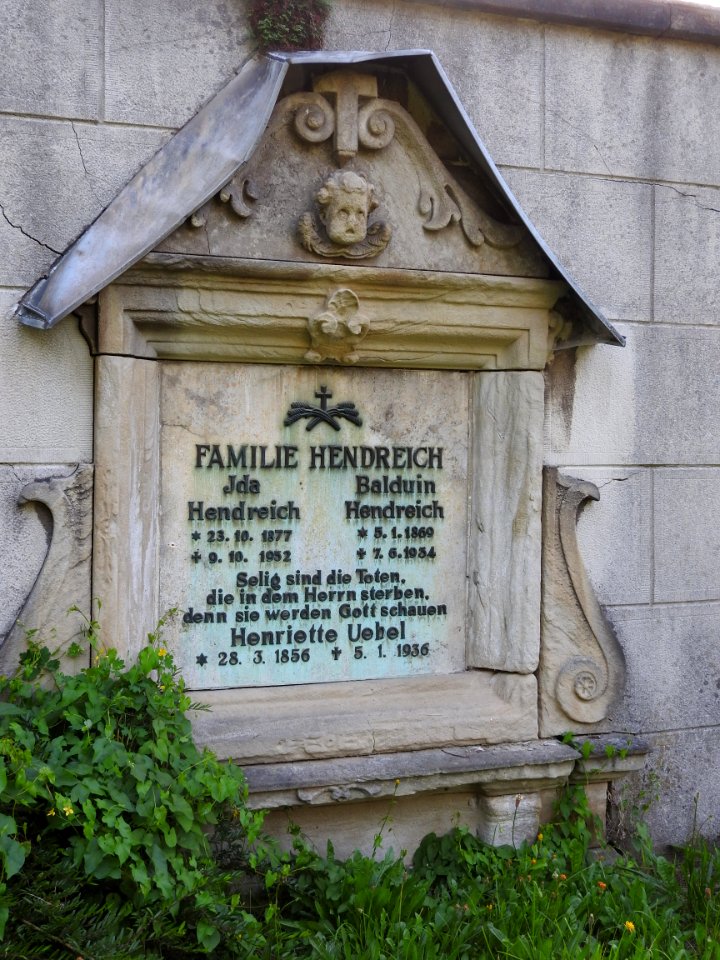 FAMILIE HENDREICH
Jda Balduin
Hendreich Hendreich
* 23. 10. 1877 * 5. 1. 1869
✝ 9. 10. 1952 ✝ 7. 6. 1934
Selig sind die Toten,
die in dem Herrn sterben,
denn sie werden Gott schauen
Henriette Uebel
* 28. 3. 1856 ✝ 5. 1. 1936